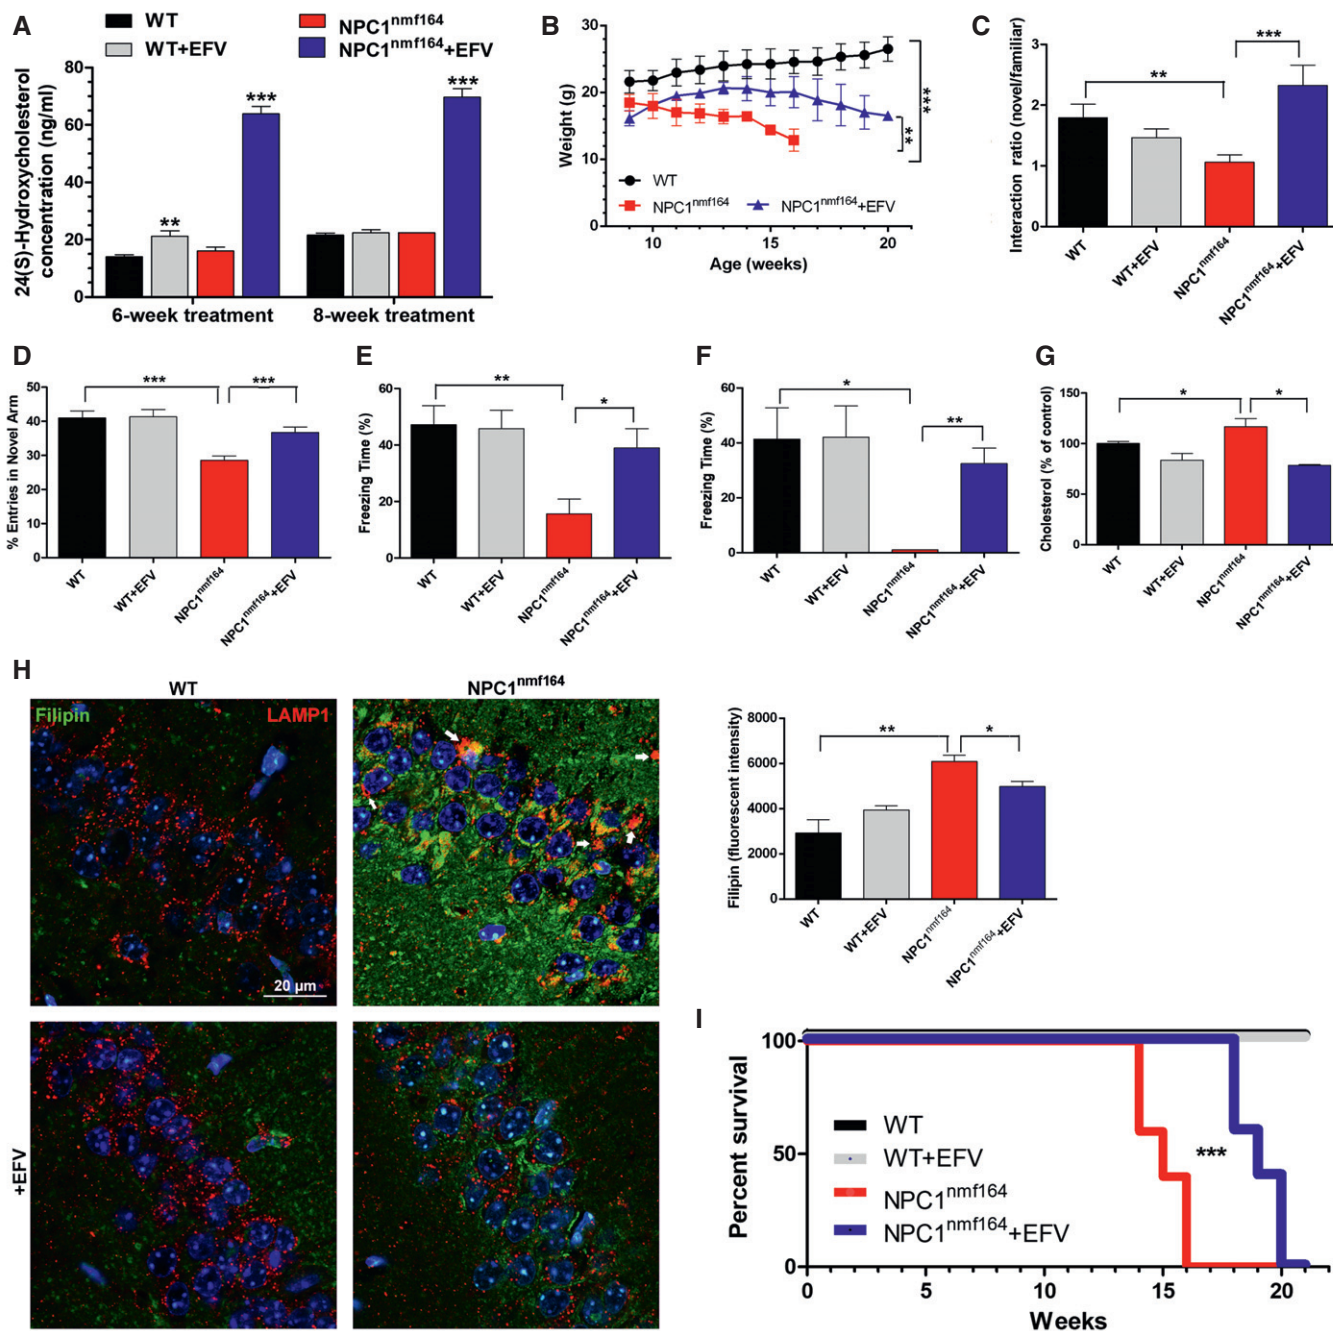 A
WT
WT+EFV
NPC1nmf164
NPC1nmf164+EFV
24(S)-Hydroxycholesterol
concentration (ng/ml)
80
60
40
20
0
**
***
***
6-week treatment
8-week treatment
B
Weight (g)
30
20
10
0
WT
NPC1nmf164
NPC1nmf164+EFV
***
**
10
15
20
Age (weeks)
C
Interaction ratio (novel/familiar)
3
2
1
0
**
***
WT
WT+EFV
NPC1nmf164
NPC1nmf164+EFV
D
% Entries in Novel Arm
50
40
30
20
10
0
***
***
WT
WT+EFV
NPC1nmf164
NPC1nmf164+EFV
E
Freezing Time (%)
60
40
20
0
**
*
WT
WT+EFV
NPC1nmf164
NPC1nmf164+EFV
F
Freezing Time (%)
60
40
20
0
*
**
WT
WT+EFV
NPC1nmf164
NPC1nmf164+EFV
G
Cholesterol (% of control)
150
100
50
0
*
*
WT
WT+EFV
NPC1nmf164
NPC1nmf164+EFV
H
WT
NPC1nmf164
Filipin
LAMP1
20 µm
+EFV
Filipin (fluorescent intensity)
8000
6000
4000
2000
0
**
*
WT
WT+EFV
NPC1nmf164
NPC1nmf164+EFV
I
Percent survival
100
50
0
WT
WT+EFV
NPC1nmf164
NPC1nmf164+EFV
***
0
5
10
15
20
Weeks